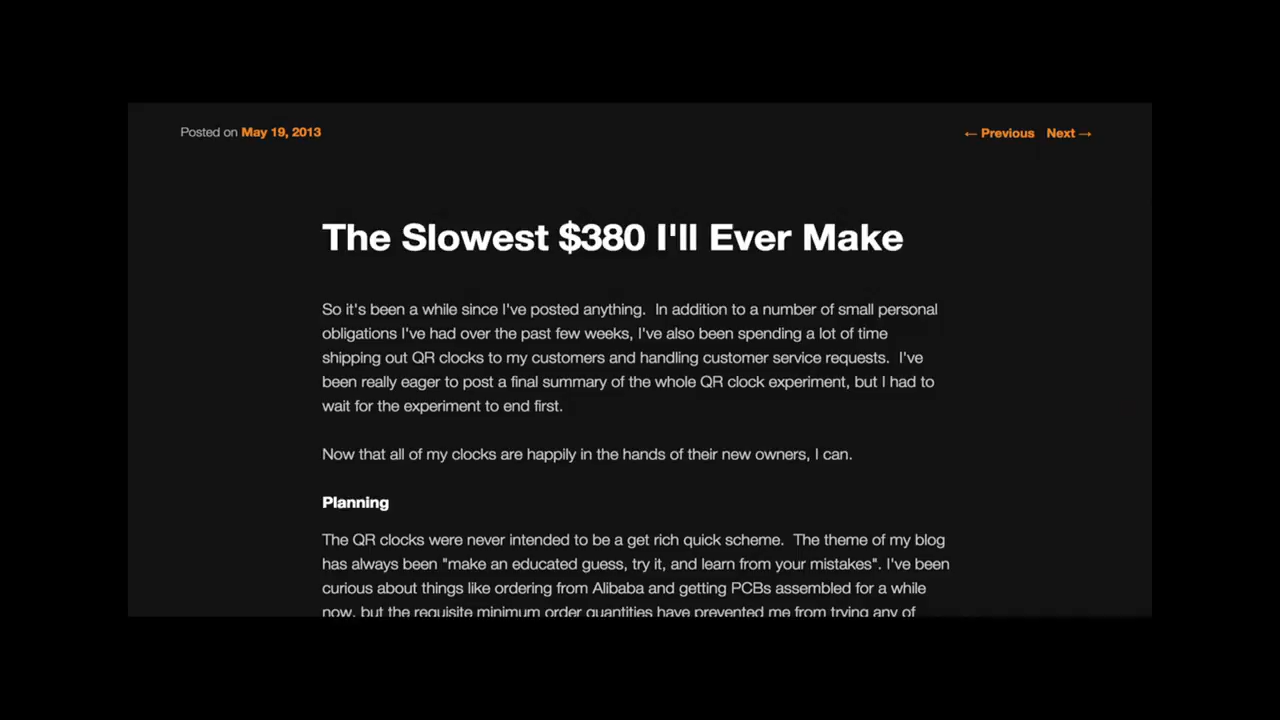 Posted on May 19, 2013
← Previous Next →
The Slowest $380 I'll Ever Make
So it's been a while since I've posted anything.  In addition to a number of small personal
obligations I've had over the past few weeks, I've also been spending a lot of time
shipping out QR clocks to my customers and handling customer service requests.  I've
been really eager to post a final summary of the whole QR clock experiment, but I had to
wait for the experiment to end first.
Now that all of my clocks are happily in the hands of their new owners, I can.
Planning
The QR clocks were never intended to be a get rich quick scheme.  The theme of my blog
has always been "make an educated guess, try it, and learn from your mistakes". I've been
curious about things like ordering from Alibaba and getting PCBs assembled for a while
now, but the requisite minimum order quantities have prevented me from trying any of